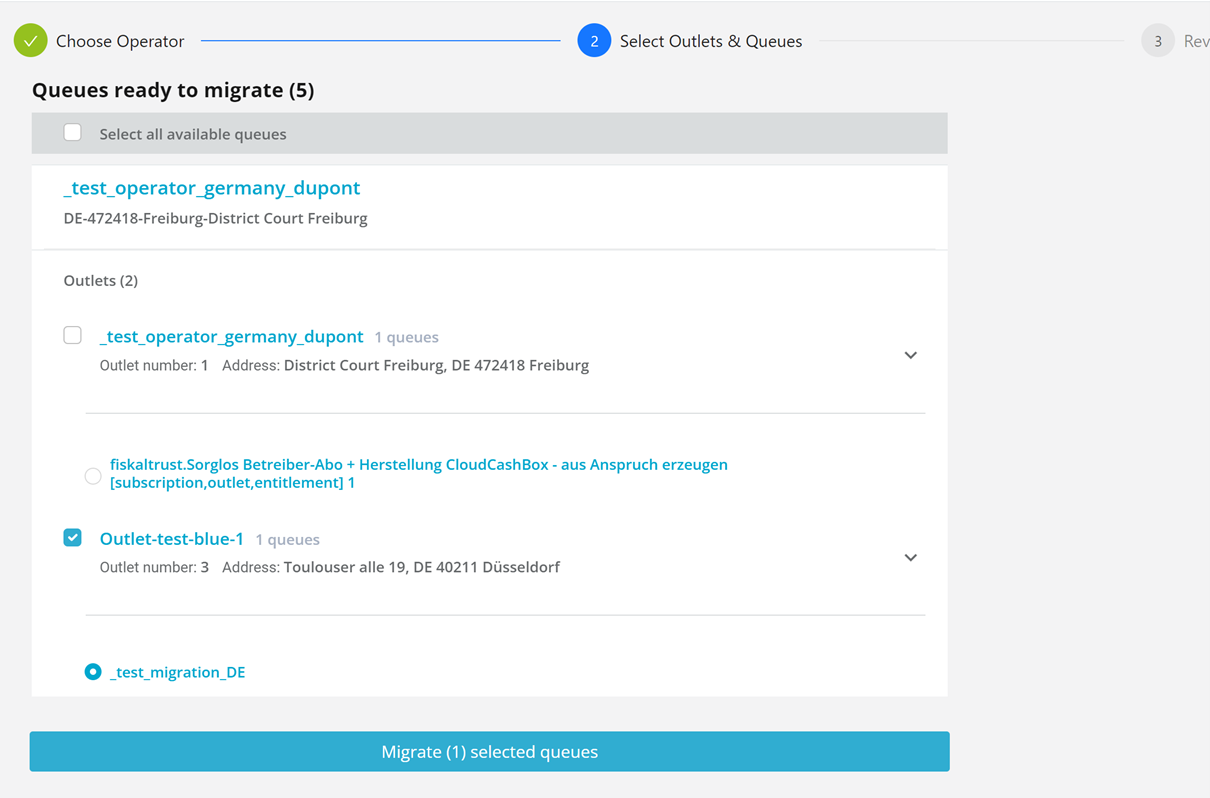 Choose Operator
2
Select Outlets & Queues
3
Rev
Queues ready to migrate (5)
Select all available queues
_test_operator_germany_dupont
DE-472418-Freiburg-District Court Freiburg
Outlets (2)
_test_operator_germany_dupont 1 queues
Outlet number: 1 Address: District Court Freiburg, DE 472418 Freiburg
fiskaltrust.Sorglos Betreiber-Abo + Herstellung CloudCashBox - aus Anspruch erzeugen
[subscription,outlet,entitlement] 1
Outlet-test-blue-1 1 queues
Outlet number: 3 Address: Toulouser alle 19, DE 40211 Düsseldorf
_test_migration_DE
Migrate (1) selected queues